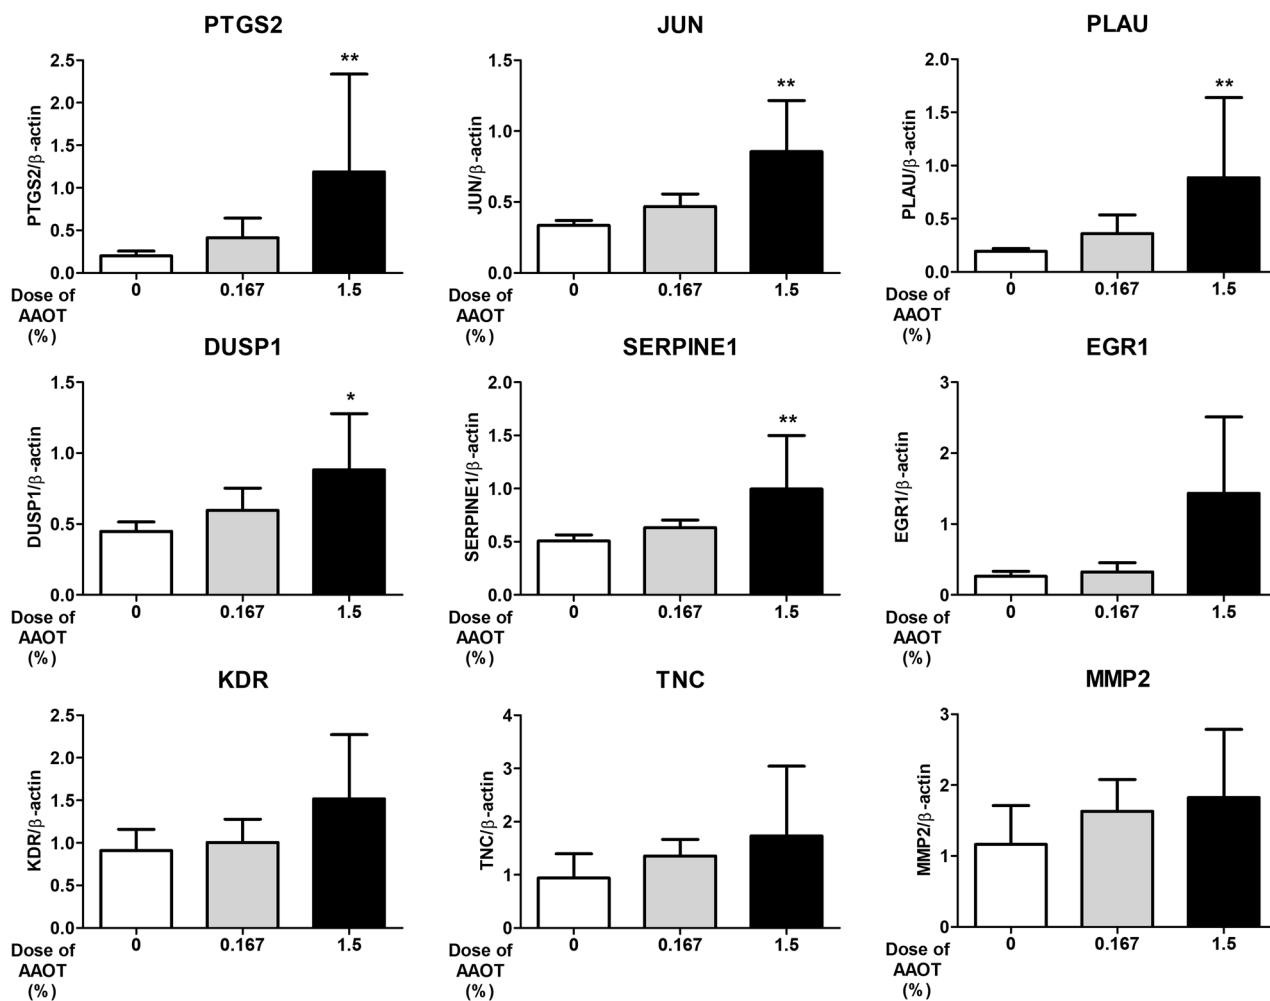 PTGS2
PTGS2/β-actin
2.5
2.0
1.5
1.0
0.5
0.0
**
0 0.167 1.5
Dose of
AAOT
(%)
JUN
JUN/β-actin
1.5
1.0
0.5
0.0
**
0 0.167 1.5
Dose of
AAOT
(%)
PLAU
PLAU/β-actin
2.0
1.5
1.0
0.5
0.0
**
0 0.167 1.5
Dose of
AAOT
(%)
DUSP1
DUSP1/β-actin
1.5
1.0
0.5
0.0
*
0 0.167 1.5
Dose of
AAOT
(%)
SERPINE1
SERPINE1/β-actin
2.0
1.5
1.0
0.5
0.0
**
0 0.167 1.5
Dose of
AAOT
(%)
EGR1
EGR1/β-actin
3
2
1
0
0 0.167 1.5
Dose of
AAOT
(%)
KDR
KDR/β-actin
2.5
2.0
1.5
1.0
0.5
0.0
0 0.167 1.5
Dose of
AAOT
(%)
TNC
TNC/β-actin
4
3
2
1
0
0 0.167 1.5
Dose of
AAOT
(%)
MMP2
MMP2/β-actin
3
2
1
0
0 0.167 1.5
Dose of
AAOT
(%)